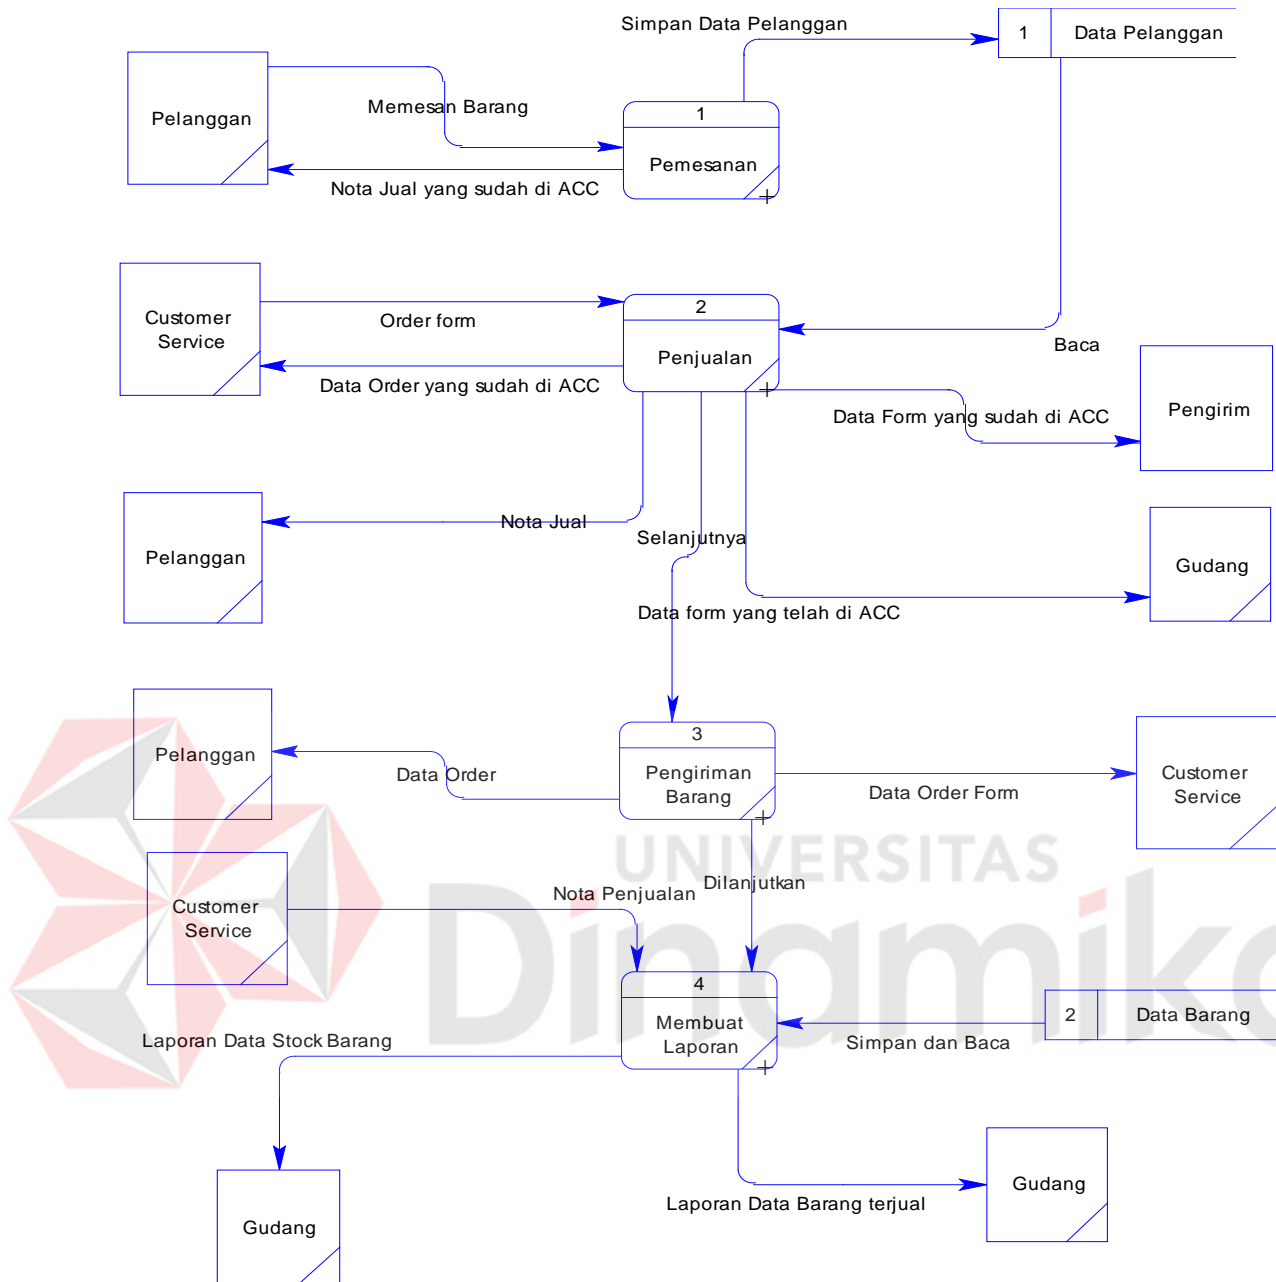 Simpan Data Pelanggan
1
Data Pelanggan
Pelanggan
Memesan Barang
1
Pemesanan
Nota Jual yang sudah di ACC
Customer
Service
Order form
2
Penjualan
Baca
Data Order yang sudah di ACC
Data Form yang sudah di ACC
Pengirim
Nota Jual
Selanjutnya
Pelanggan
Gudang
Data form yang telah di ACC
Pelanggan
Data Order
3
Pengiriman
Barang
Data Order Form
Customer
Service
UNIVERSITAS
Dinamika
Customer
Service
Nota Penjualan
Dilanjutkan
4
Membuat
Laporan
2
Data Barang
Simpan dan Baca
Laporan Data Stock Barang
Laporan Data Barang terjual
Gudang
Gudang